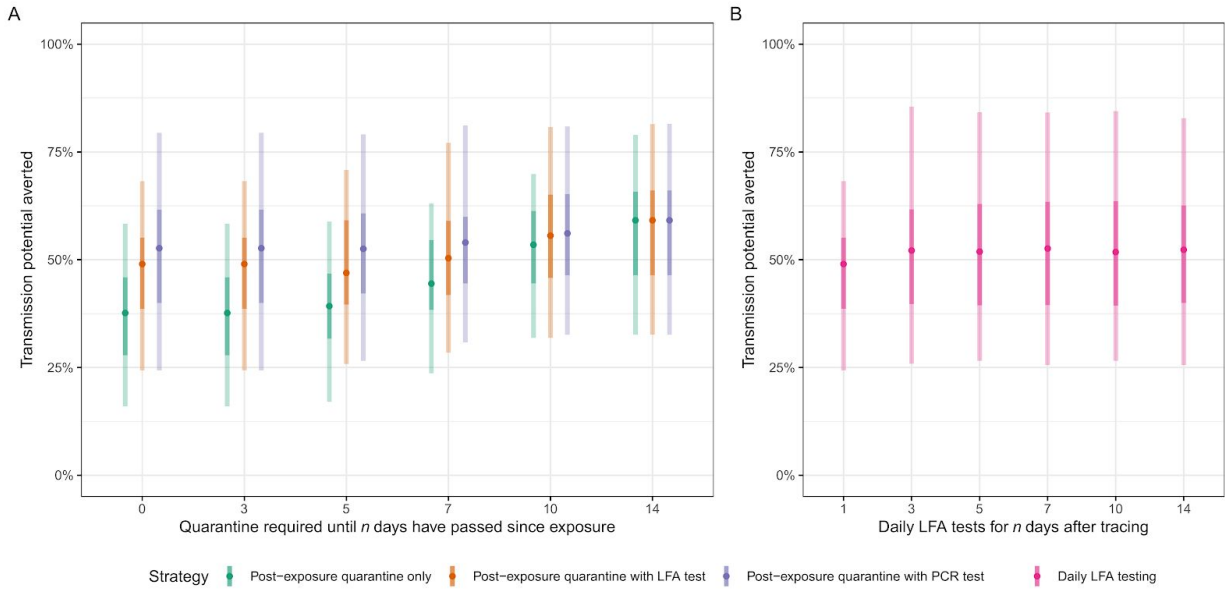 A
B
100%
75%
50%
25%
0%
Transmission potential averted
0 3 5 7 10 14
Quarantine required until n days have passed since exposure
100%
75%
50%
25%
0%
Transmission potential averted
1 3 5 7 10 14
Daily LFA tests for n days after tracing
Strategy Post−exposure quarantine only Post−exposure quarantine with LFA test Post−exposure quarantine with PCR test Daily LFA testing